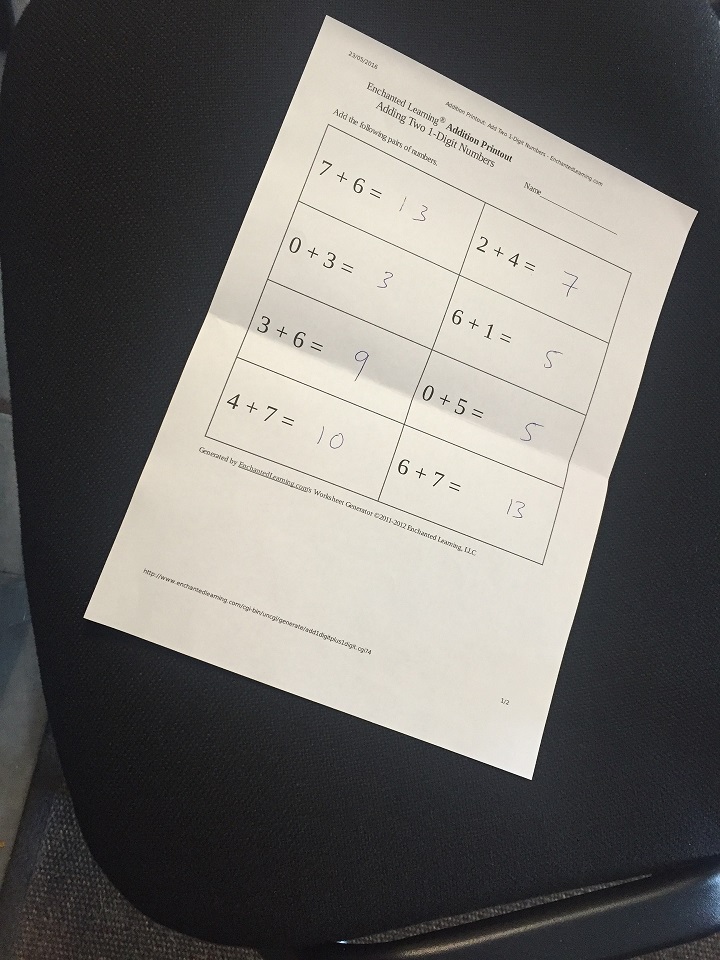 23/05/2016
Addition Printout: Add Two 1-Digit Numbers - EnchantedLearning.com
Enchanted Learning® Addition Printout
Adding Two 1-Digit Numbers
Name
Add the following pairs of numbers.
7 + 6 = 13
2 + 4 = 7
0 + 3 = 3
6 + 1 = 5
3 + 6 = 9
0 + 5 = 5
4 + 7 = 10
6 + 7 = 13
Generated by EnchantedLearning.com's Worksheet Generator ©2011-2012 Enchanted Learning, LLC
http://www.enchantedlearning.com/cgi-bin/uncgi/generate/add1digitplus1digit.cgi?4
1/2